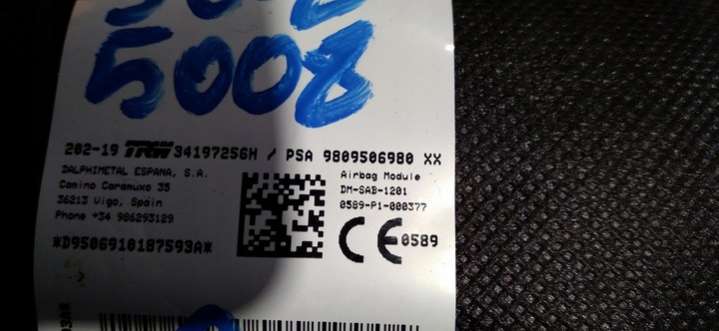 5008
202-19 TRW 34197256H / PSA 9809506980 XX
DALPHIMETAL ESPANA, S.A.
Camino Caramuxo 35
36213 Vigo, Spain
Phone +34 986293129
Airbag Module
DM-SAB-1201
0589-P1-000377
*D9506910187593A*
CE 0589